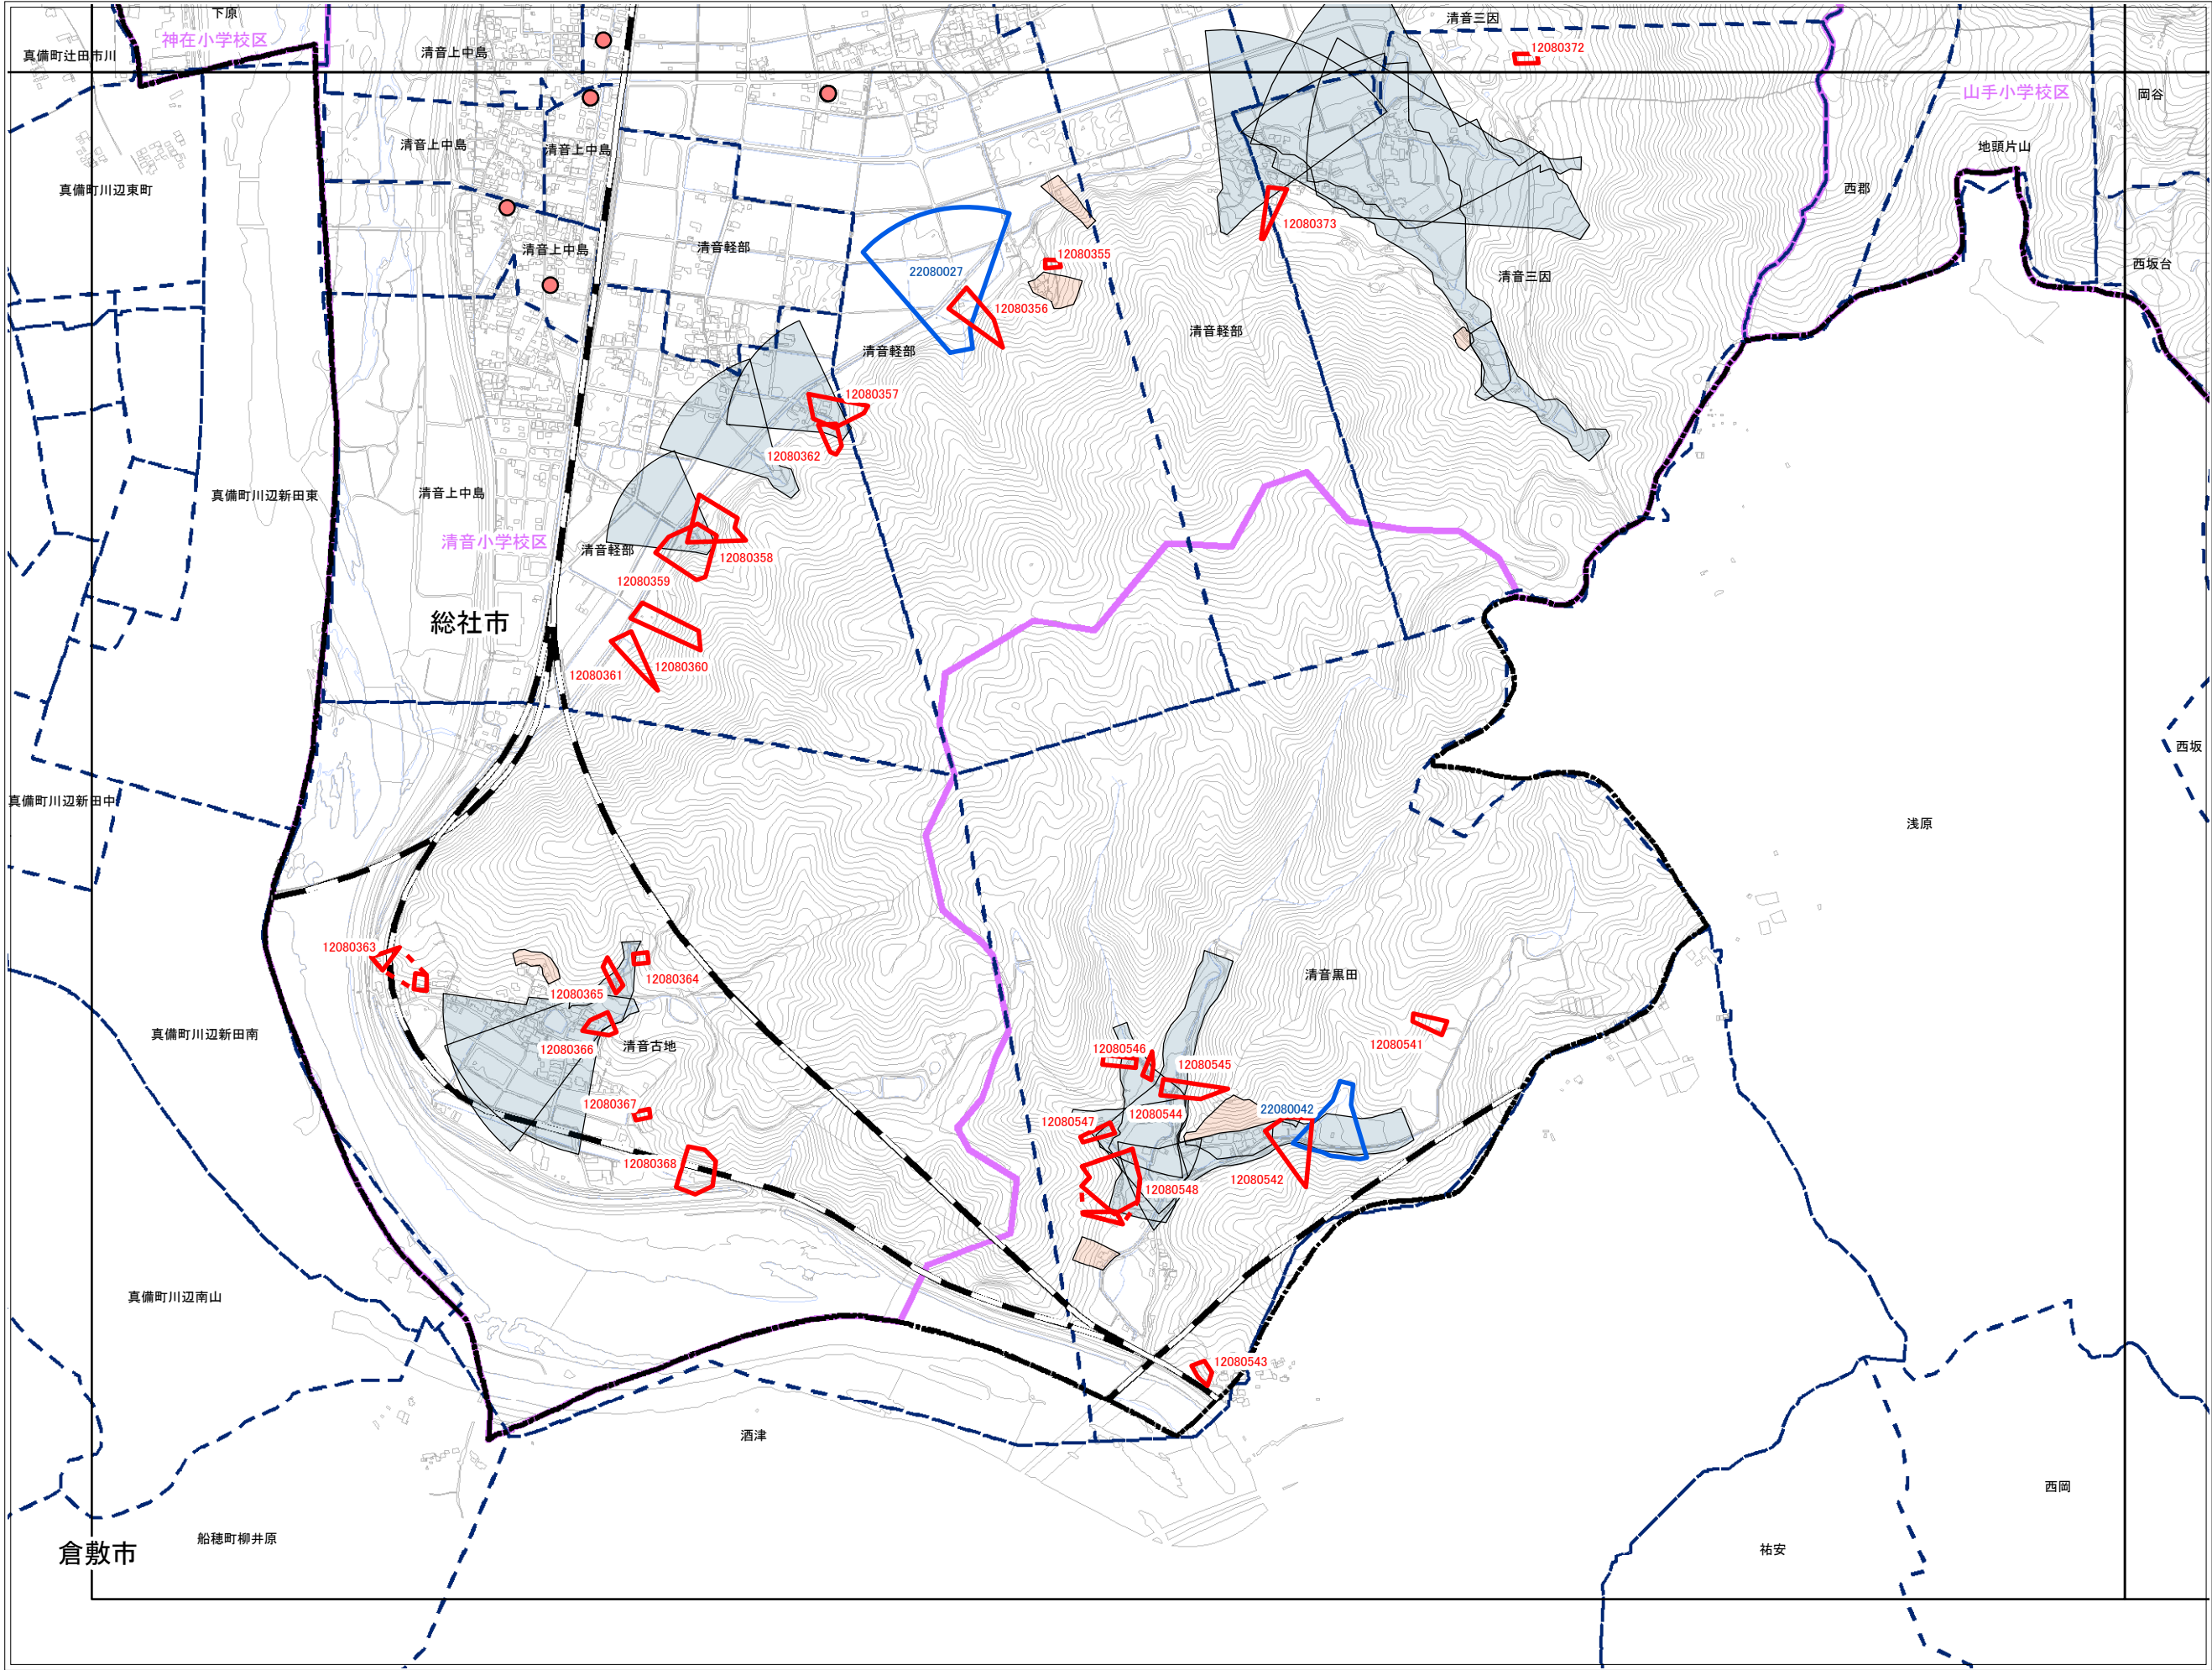 下原
神在小学校区
真備町辻田市川
清音上中島
清音三因
12080372
山手小学校区
岡谷
清音上中島
清音上中島
地頭片山
真備町川辺東町
西郡
清音上中島
清音軽部
12080373
12080355
西坂台
22080027
清音三因
12080356
清音軽部
清音軽部
12080357
12080362
清音上中島
真備町川辺新田東
清音小学校区
清音軽部
12080358
12080359
総社市
12080360
12080361
西坂
真備町川辺新田中
浅原
12080363
清音黒田
12080364
12080365
真備町川辺新田南
12080366
清音古地
12080541
12080546
12080545
12080367
22080042
12080544
12080547
12080368
12080542
12080548
真備町川辺南山
12080543
酒津
西岡
船穂町柳井原
祐安
倉敷市